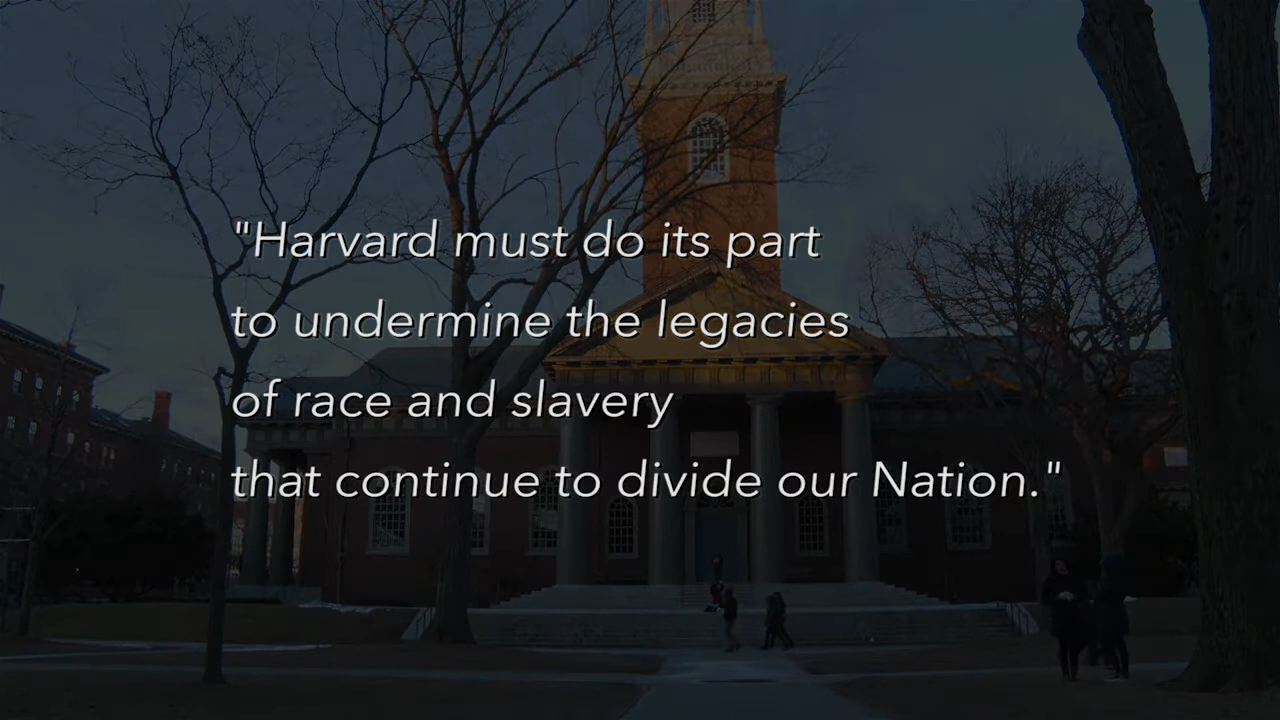 "Harvard must do its part
to undermine the legacies
of race and slavery
that continue to divide our Nation."